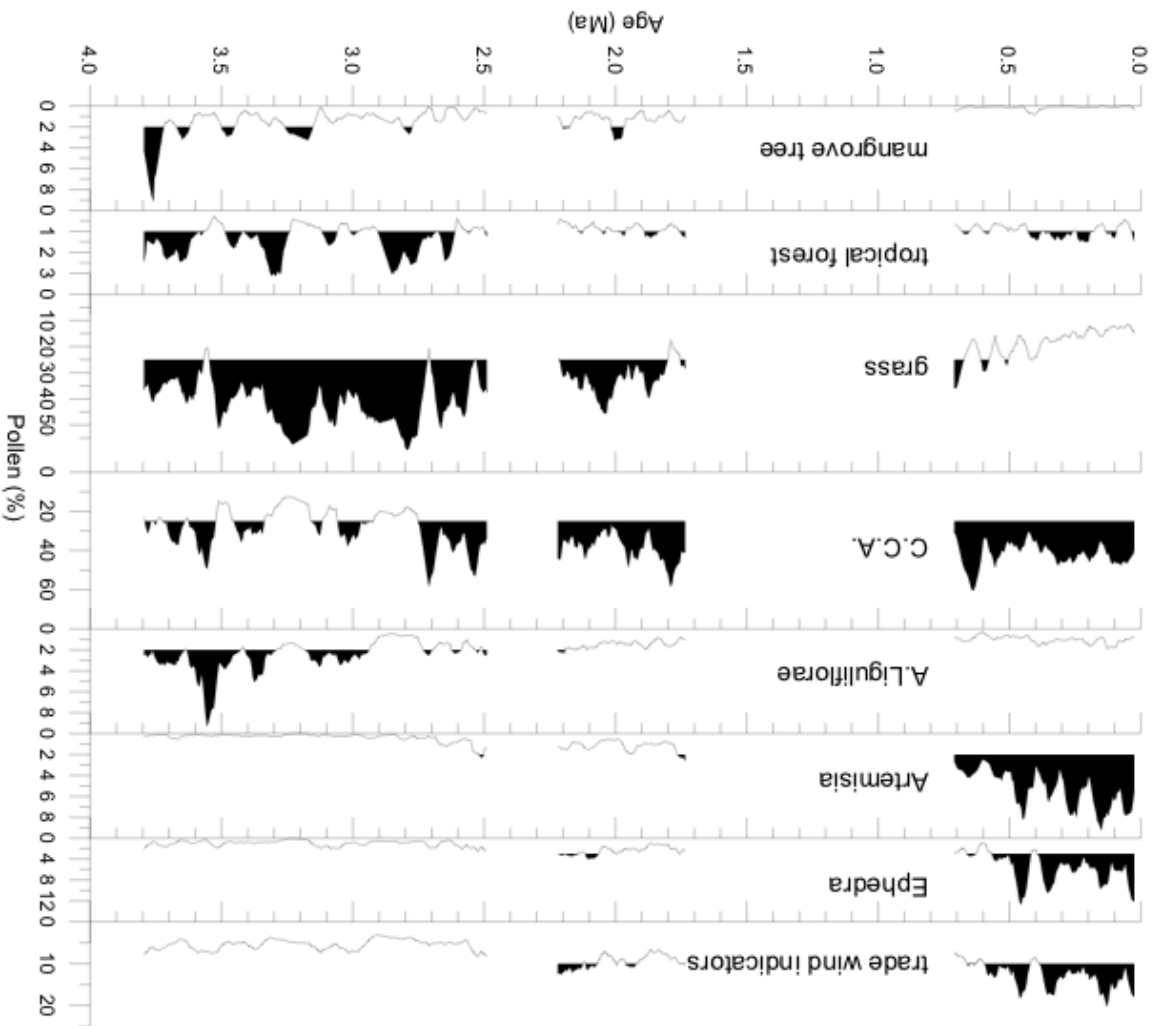 Age (Ma)
0.0 0.5 1.0 1.5 2.0 2.5 3.0 3.5 4.0
mangrove tree
0 2 4 6 8
tropical forest
0 1 2 3
grass
0 10 20 30 40 50
C.C.A.
0 20 40 60
A.Liguliflorae
0 2 4 6 8
Artemisia
0 2 4 6 8
Ephedra
0 4 8 12
trade wind indicators
0 10 20
Pollen (%)